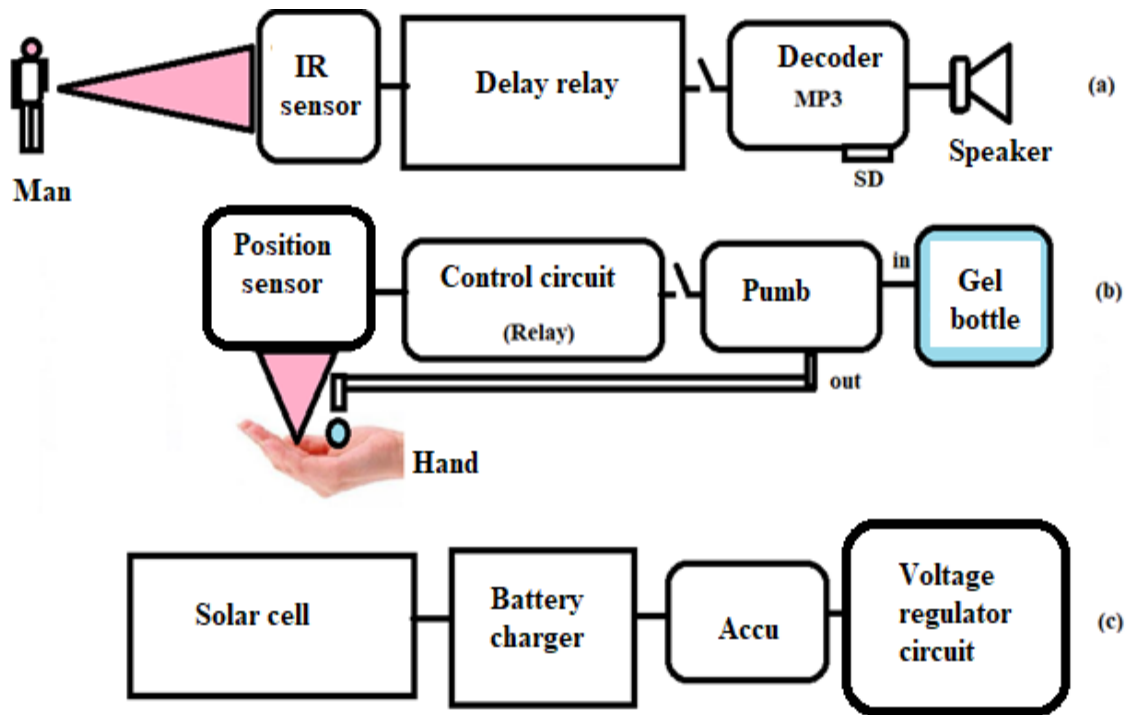 IR
sensor
Delay relay
Decoder
MP3
SD
Speaker
(a)
Man
Position
sensor
Control circuit
(Relay)
Pumb
in
out
Gel
bottle
(b)
Hand
Solar cell
Battery
charger
Accu
Voltage
regulator
circuit
(c)